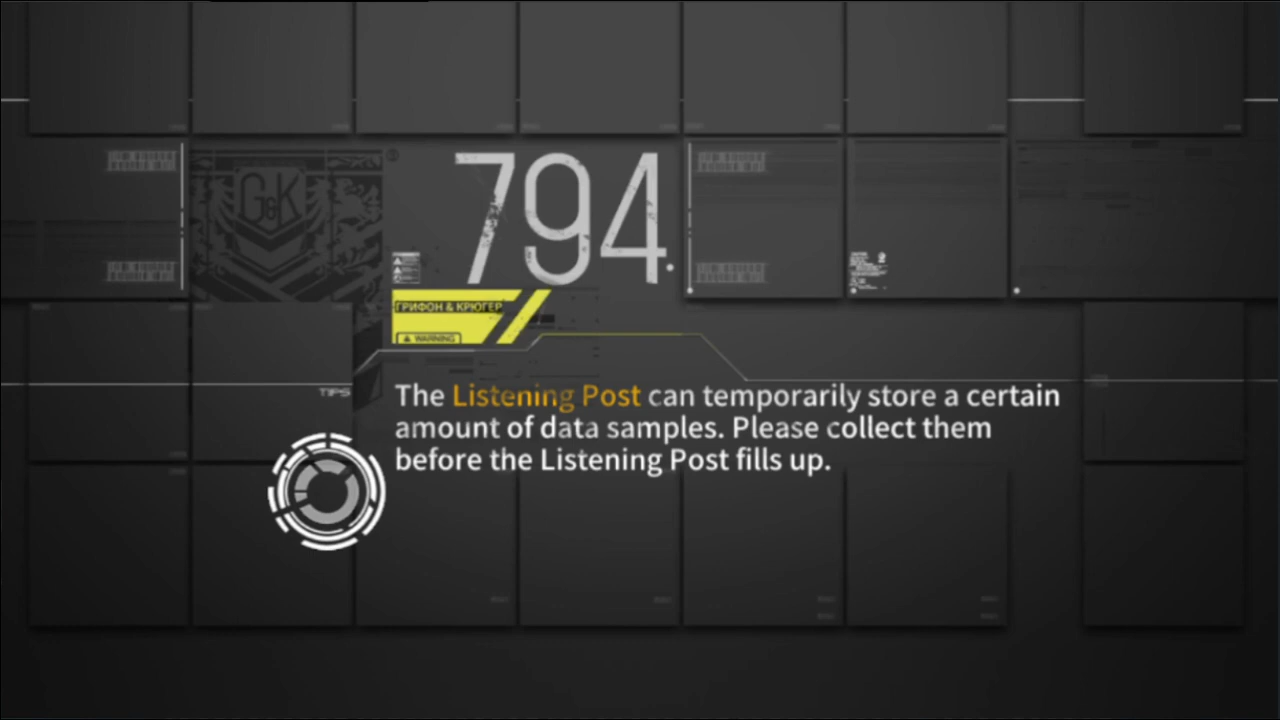 G&K
794.
ГРИФОН & КРЮГЕР
WARNING
TIPS
The Listening Post can temporarily store a certain
amount of data samples. Please collect them
before the Listening Post fills up.